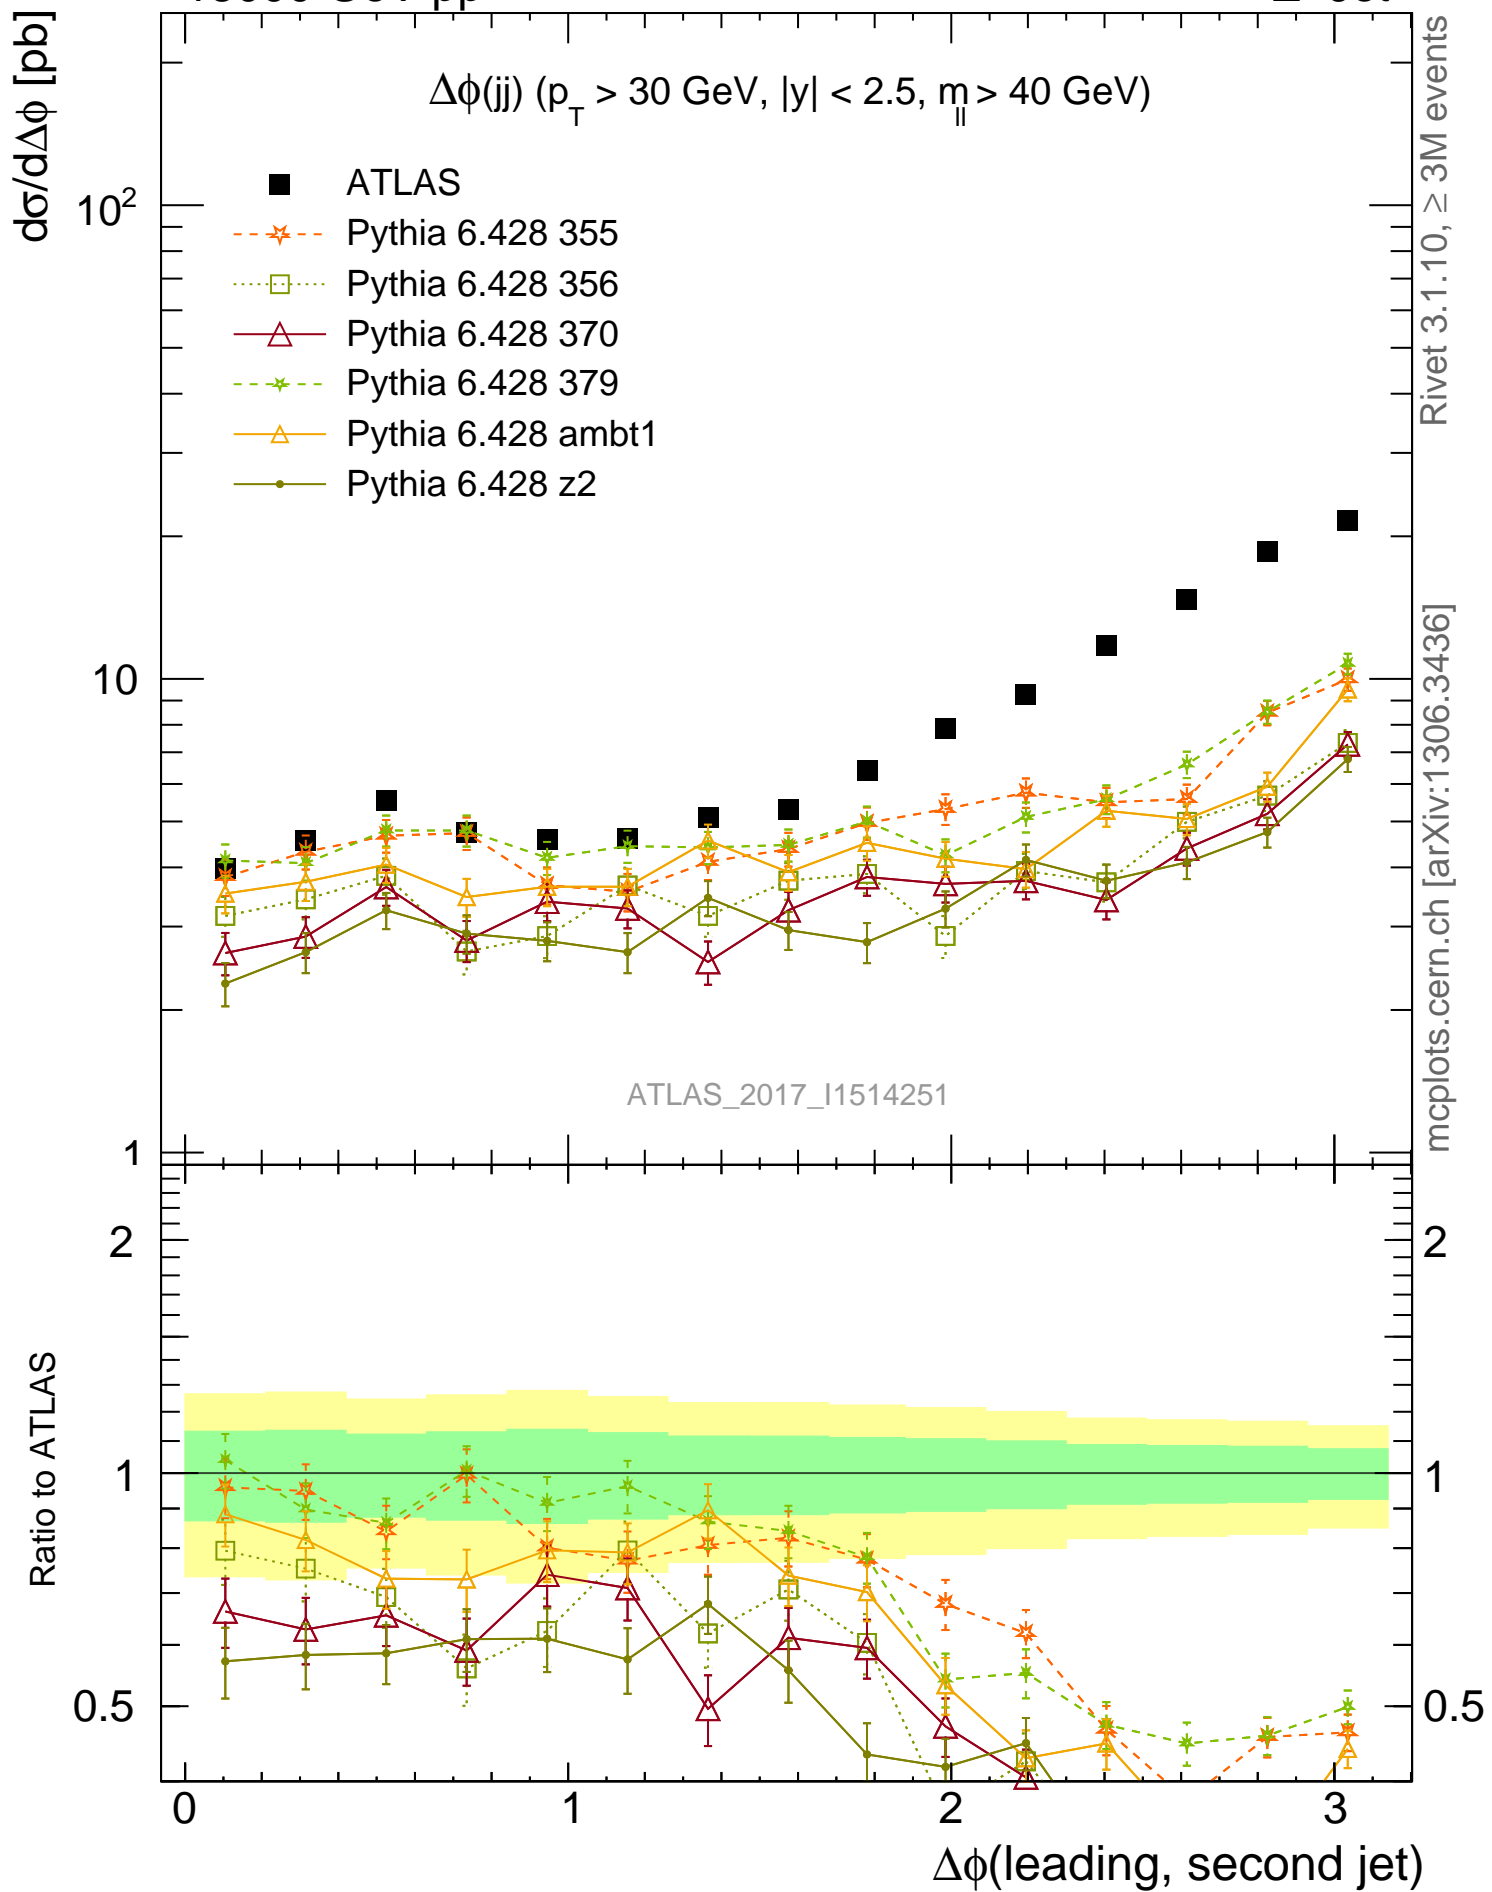 dσ/dΔϕ [pb]
Δϕ(jj) (p_T > 30 GeV, |y| < 2.5, m_ll > 40 GeV)
ATLAS
Pythia 6.428 355
Pythia 6.428 356
Pythia 6.428 370
Pythia 6.428 379
Pythia 6.428 ambt1
Pythia 6.428 z2
10²
10
1
ATLAS_2017_I1514251
Rivet 3.1.10, ≥ 3M events
mcplots.cern.ch [arXiv:1306.3436]
Ratio to ATLAS
2
1
0.5
2
1
0.5
0 1 2 3
Δϕ(leading, second jet)